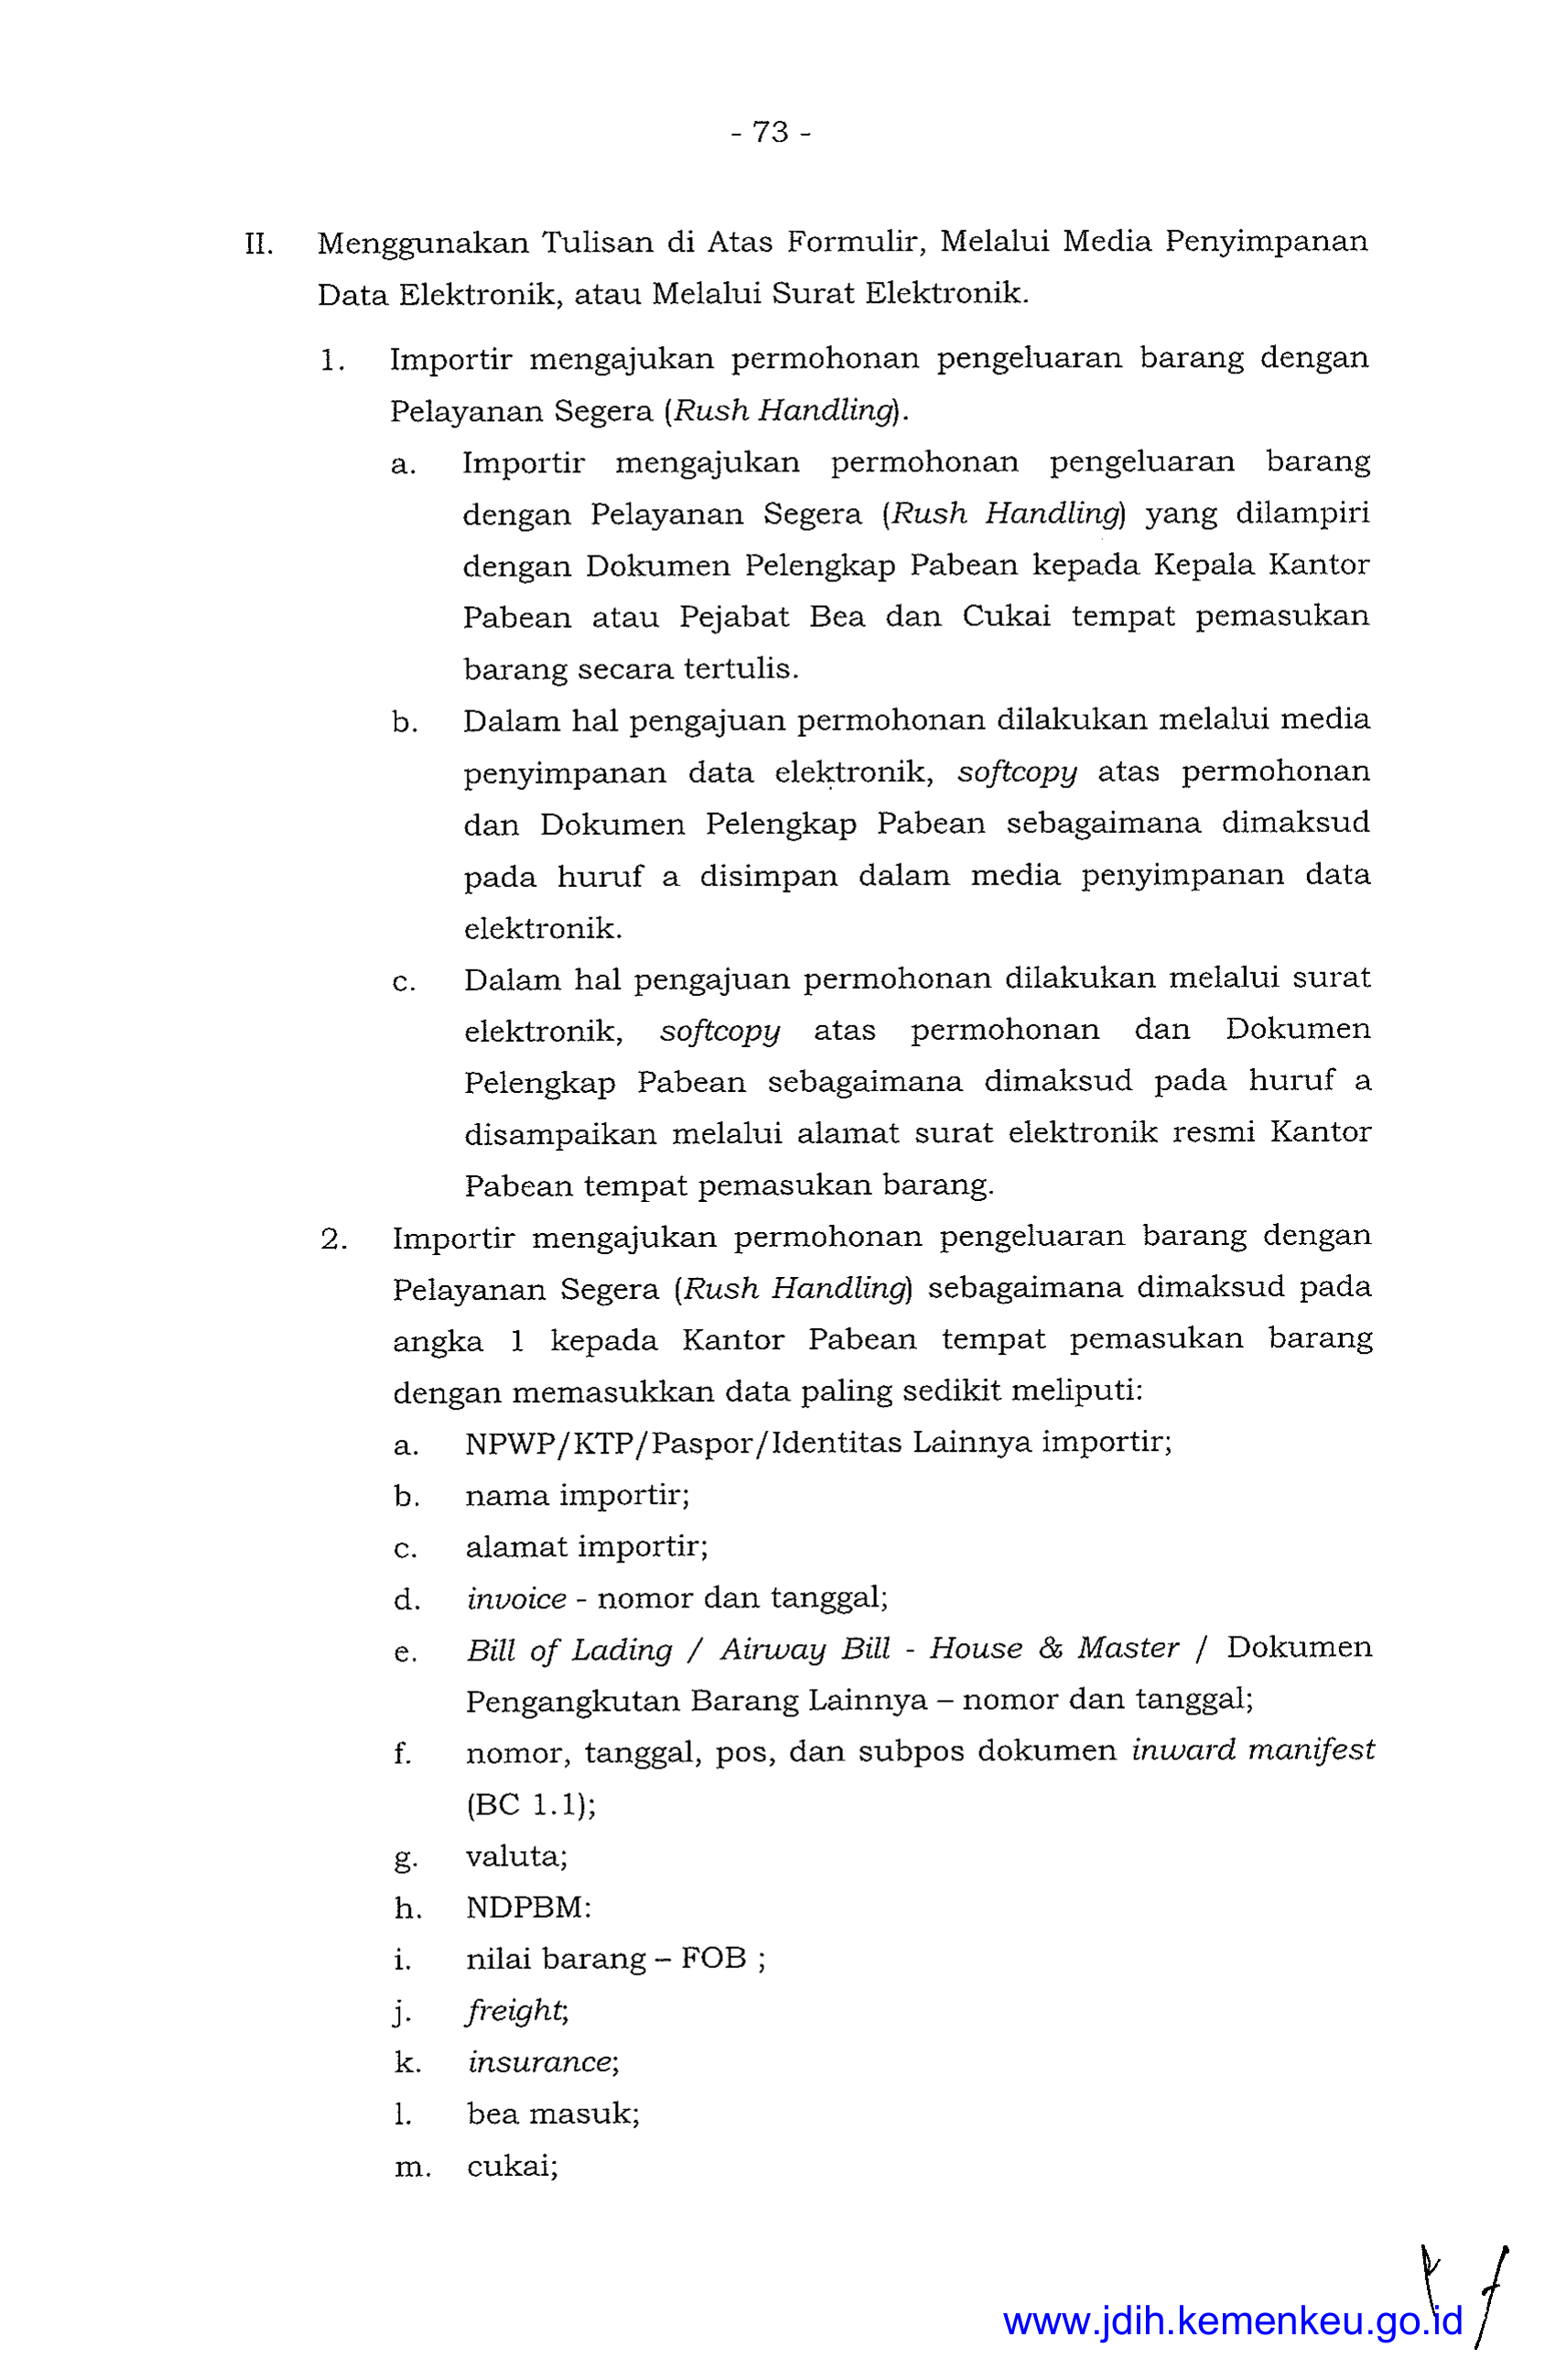 - 73 -
II. Menggunakan Tulisan di Atas Formulir, Melalui Media Penyimpanan
Data Elektronik, atau Melalui Surat Elektronik.
1. Importir mengajukan permohonan pengeluaran barang dengan
Pelayanan Segera (Rush Handling).
a. Importir mengajukan permohonan pengeluaran barang
dengan Pelayanan Segera (Rush Handling) yang dilampiri
dengan Dokumen Pelengkap Pabean kepada Kepala Kantor
Pabean atau Pejabat Bea dan Cukai tempat pemasukan
barang secara tertulis.
b. Dalam hal pengajuan permohonan dilakukan melalui media
penyimpanan data elektronik, softcopy atas permohonan
dan Dokumen Pelengkap Pabean sebagaimana dimaksud
pada huruf a disimpan dalam media penyimpanan data
elektronik.
c. Dalam hal pengajuan permohonan dilakukan melalui surat
elektronik, softcopy atas permohonan dan Dokumen
Pelengkap Pabean sebagaimana dimaksud pada huruf a
disampaikan melalui alamat surat elektronik resmi Kantor
Pabean tempat pemasukan barang.
2. Importir mengajukan permohonan pengeluaran barang dengan
Pelayanan Segera (Rush Handling) sebagaimana dimaksud pada
angka 1 kepada Kantor Pabean tempat pemasukan barang
dengan memasukkan data paling sedikit meliputi:
a. NPWP/KTP/Paspor/Identitas Lainnya importir;
b. nama importir;
c. alamat importir;
d. invoice - nomor dan tanggal;
e. Bill of Lading / Airway Bill - House & Master / Dokumen
Pengangkutan Barang Lainnya – nomor dan tanggal;
f. nomor, tanggal, pos, dan subpos dokumen inward manifest
(BC 1.1);
g. valuta;
h. NDPBM:
i. nilai barang – FOB ;
j. freight;
k. insurance;
l. bea masuk;
m. cukai;
www.jdih.kemenkeu.go.id